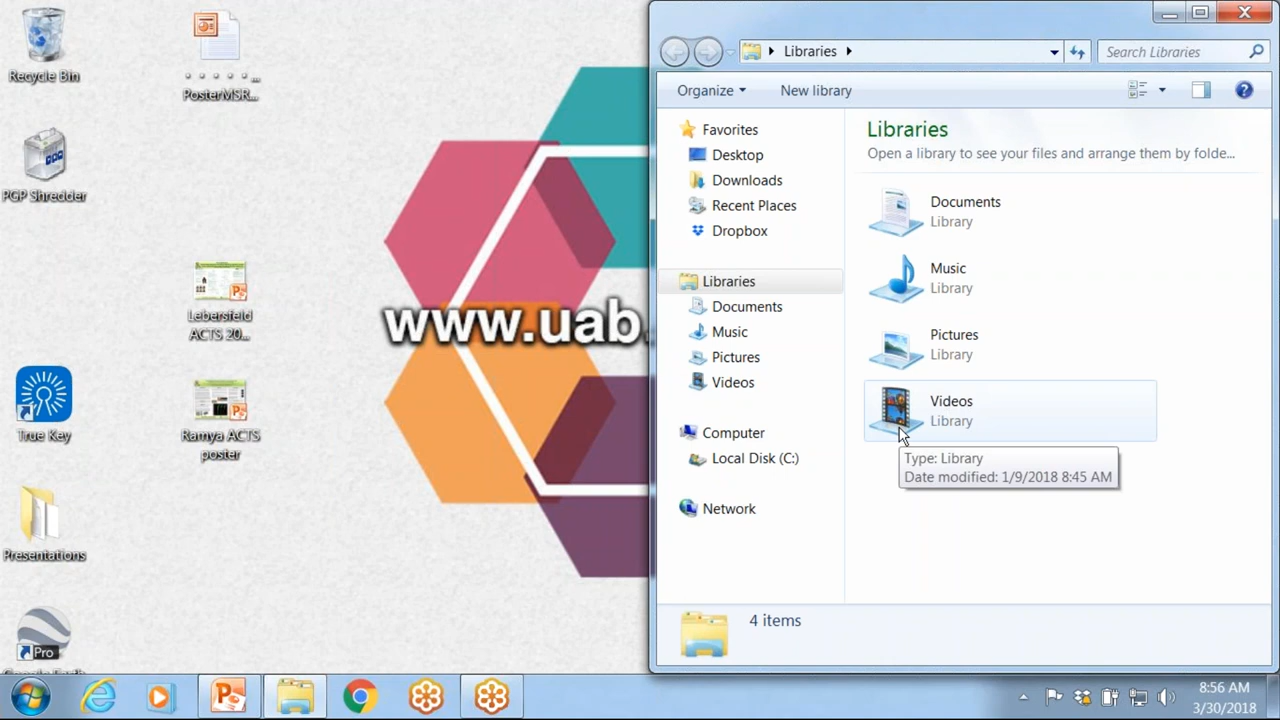 Recycle Bin
PosterMSR...
PGP Shredder
Lebersfeld
ACTS 20...
True Key
Ramya ACTS
poster
Presentations
Pro
www.uab.
Libraries
Search Libraries
Organize
New library
Favorites
Desktop
Downloads
Recent Places
Dropbox
Libraries
Documents
Music
Pictures
Videos
Computer
Local Disk (C:)
Network
Libraries
Open a library to see your files and arrange them by folde...
Documents
Library
Music
Library
Pictures
Library
Videos
Library
Type: Library
Date modified: 1/9/2018 8:45 AM
4 items
8:56 AM
3/30/2018